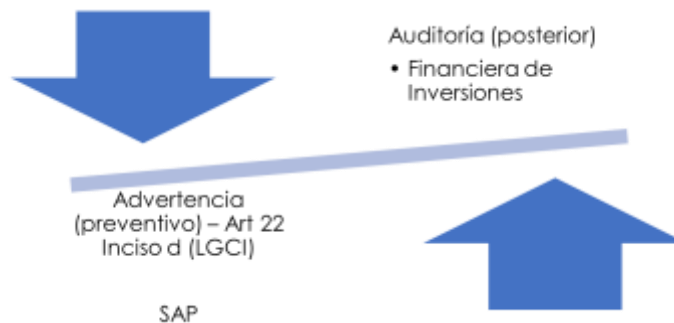 Auditoría (posterior)
• Financiera de
Inversiones
Advertencia
(preventivo) – Art 22
Inciso d (LGCI)
SAP